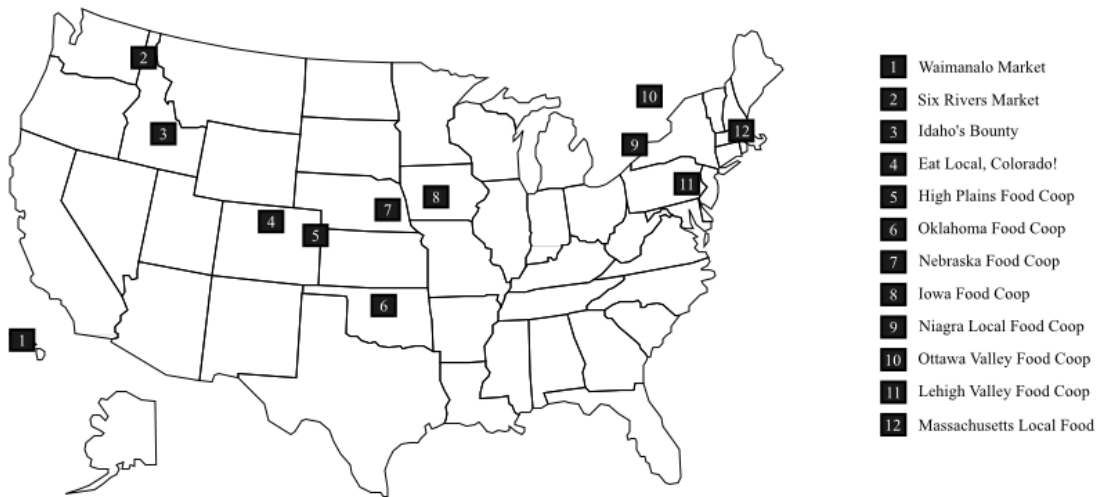 2
10
9
12
3
11
8
7
4
5
6
1
1 Waimanalo Market
2 Six Rivers Market
3 Idaho's Bounty
4 Eat Local, Colorado!
5 High Plains Food Coop
6 Oklahoma Food Coop
7 Nebraska Food Coop
8 Iowa Food Coop
9 Niagra Local Food Coop
10 Ottawa Valley Food Coop
11 Lehigh Valley Food Coop
12 Massachusetts Local Food